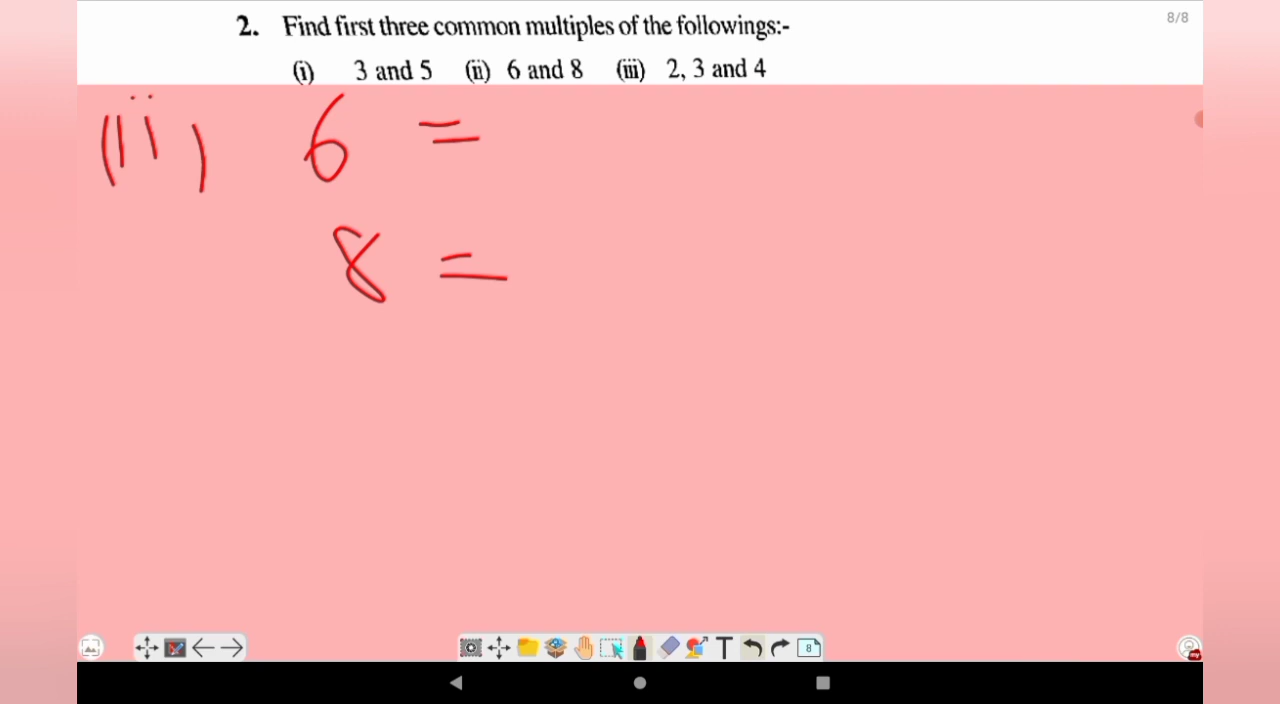 8/8
2. Find first three common multiples of the followings:-
(i) 3 and 5 (ii) 6 and 8 (iii) 2, 3 and 4
(ii) 6 =
8 =
T
8